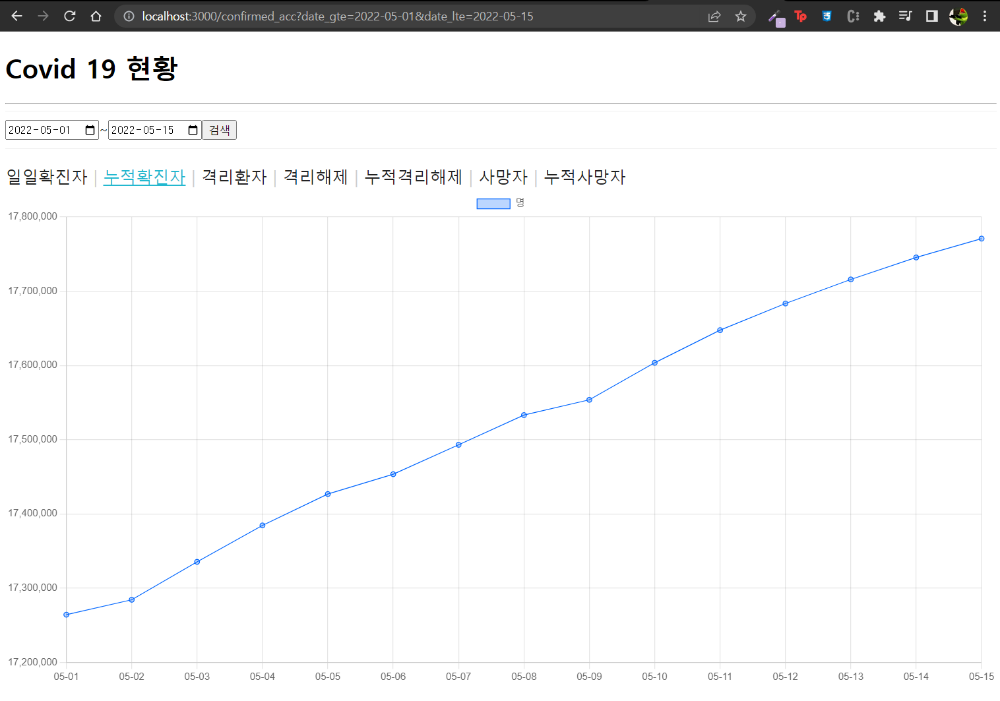 localhost:3000/confirmed_acc?date_gte=2022-05-01&date_lte=2022-05-15
Tp
Covid 19 현황
2022-05-01 ~ 2022-05-15 검색
일일확진자 | 누적확진자 | 격리환자 | 격리해제 | 누적격리해제 | 사망자 | 누적사망자
명
17,800,000
17,700,000
17,600,000
17,500,000
17,400,000
17,300,000
17,200,000
05-01 05-02 05-03 05-04 05-05 05-06 05-07 05-08 05-09 05-10 05-11 05-12 05-13 05-14 05-15